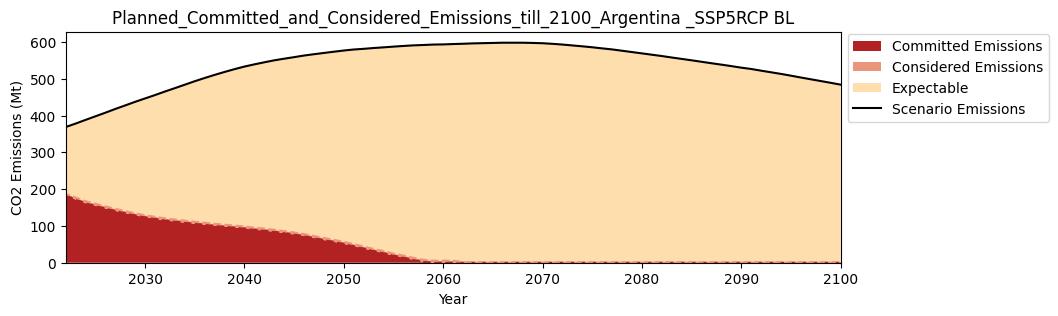 Planned_Committed_and_Considered_Emissions_till_2100_Argentina _SSP5RCP BL
Committed Emissions
Considered Emissions
Expectable
Scenario Emissions
CO2 Emissions (Mt)
600
500
400
300
200
100
0
2030 2040 2050 2060 2070 2080 2090 2100
Year